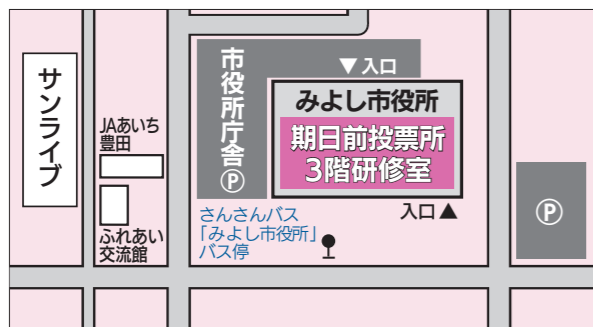 サンライブ
JAあいち
豊田
ふれあい
交流館
市役所庁舎Ⓟ
▼入口
みよし市役所
期日前投票所
3階研修室
入口▲
さんさんバス
「みよし市役所」
バス停
Ⓟ